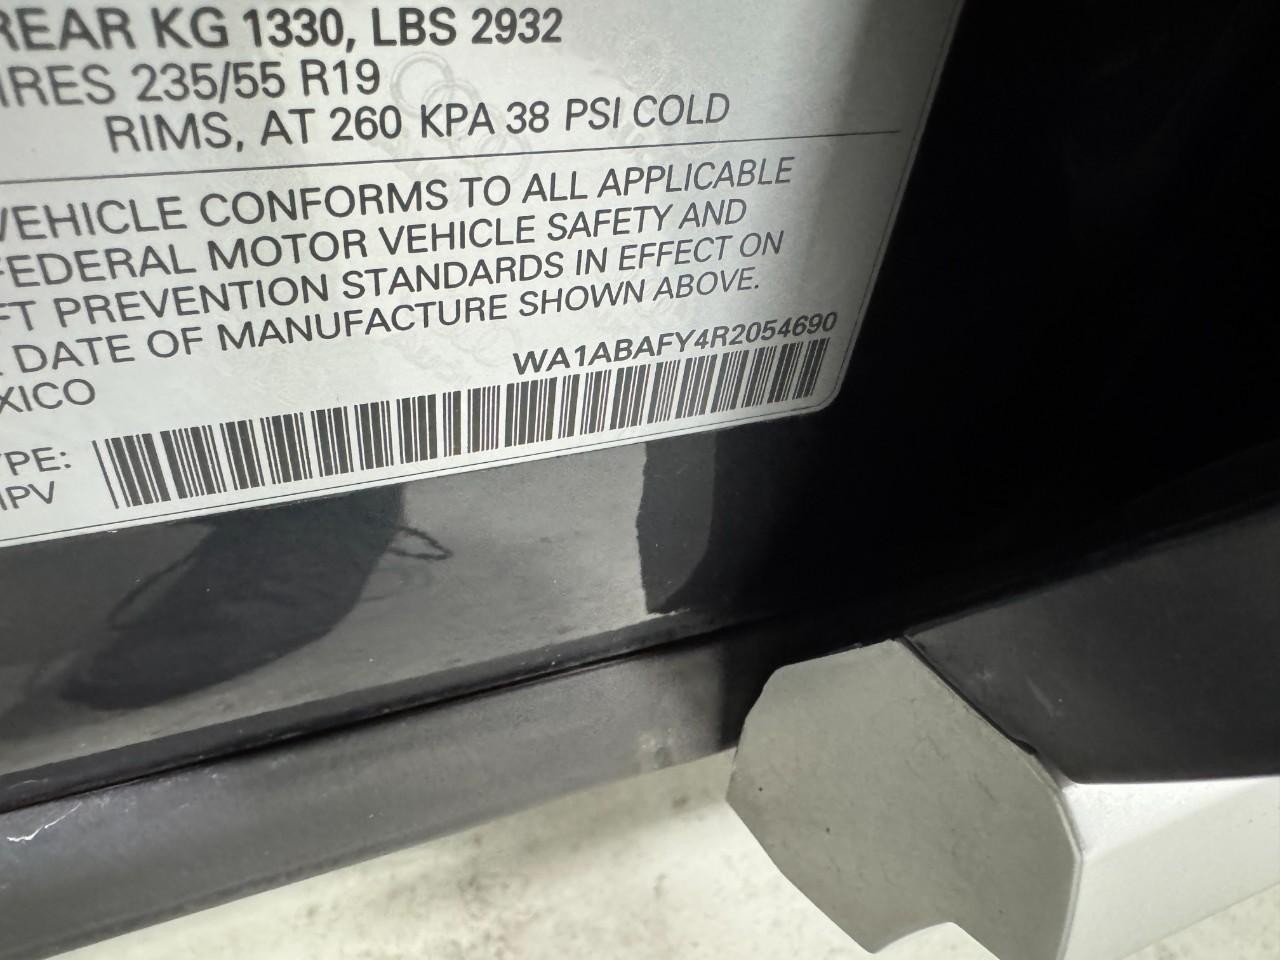 REAR KG 1330, LBS 2932
IRES 235/55 R19
RIMS, AT 260 KPA 38 PSI COLD
VEHICLE CONFORMS TO ALL APPLICABLE
FEDERAL MOTOR VEHICLE SAFETY AND
FT PREVENTION STANDARDS IN EFFECT ON
DATE OF MANUFACTURE SHOWN ABOVE.
WA1ABAFY4R2054690
XICO
YPE:
MPV